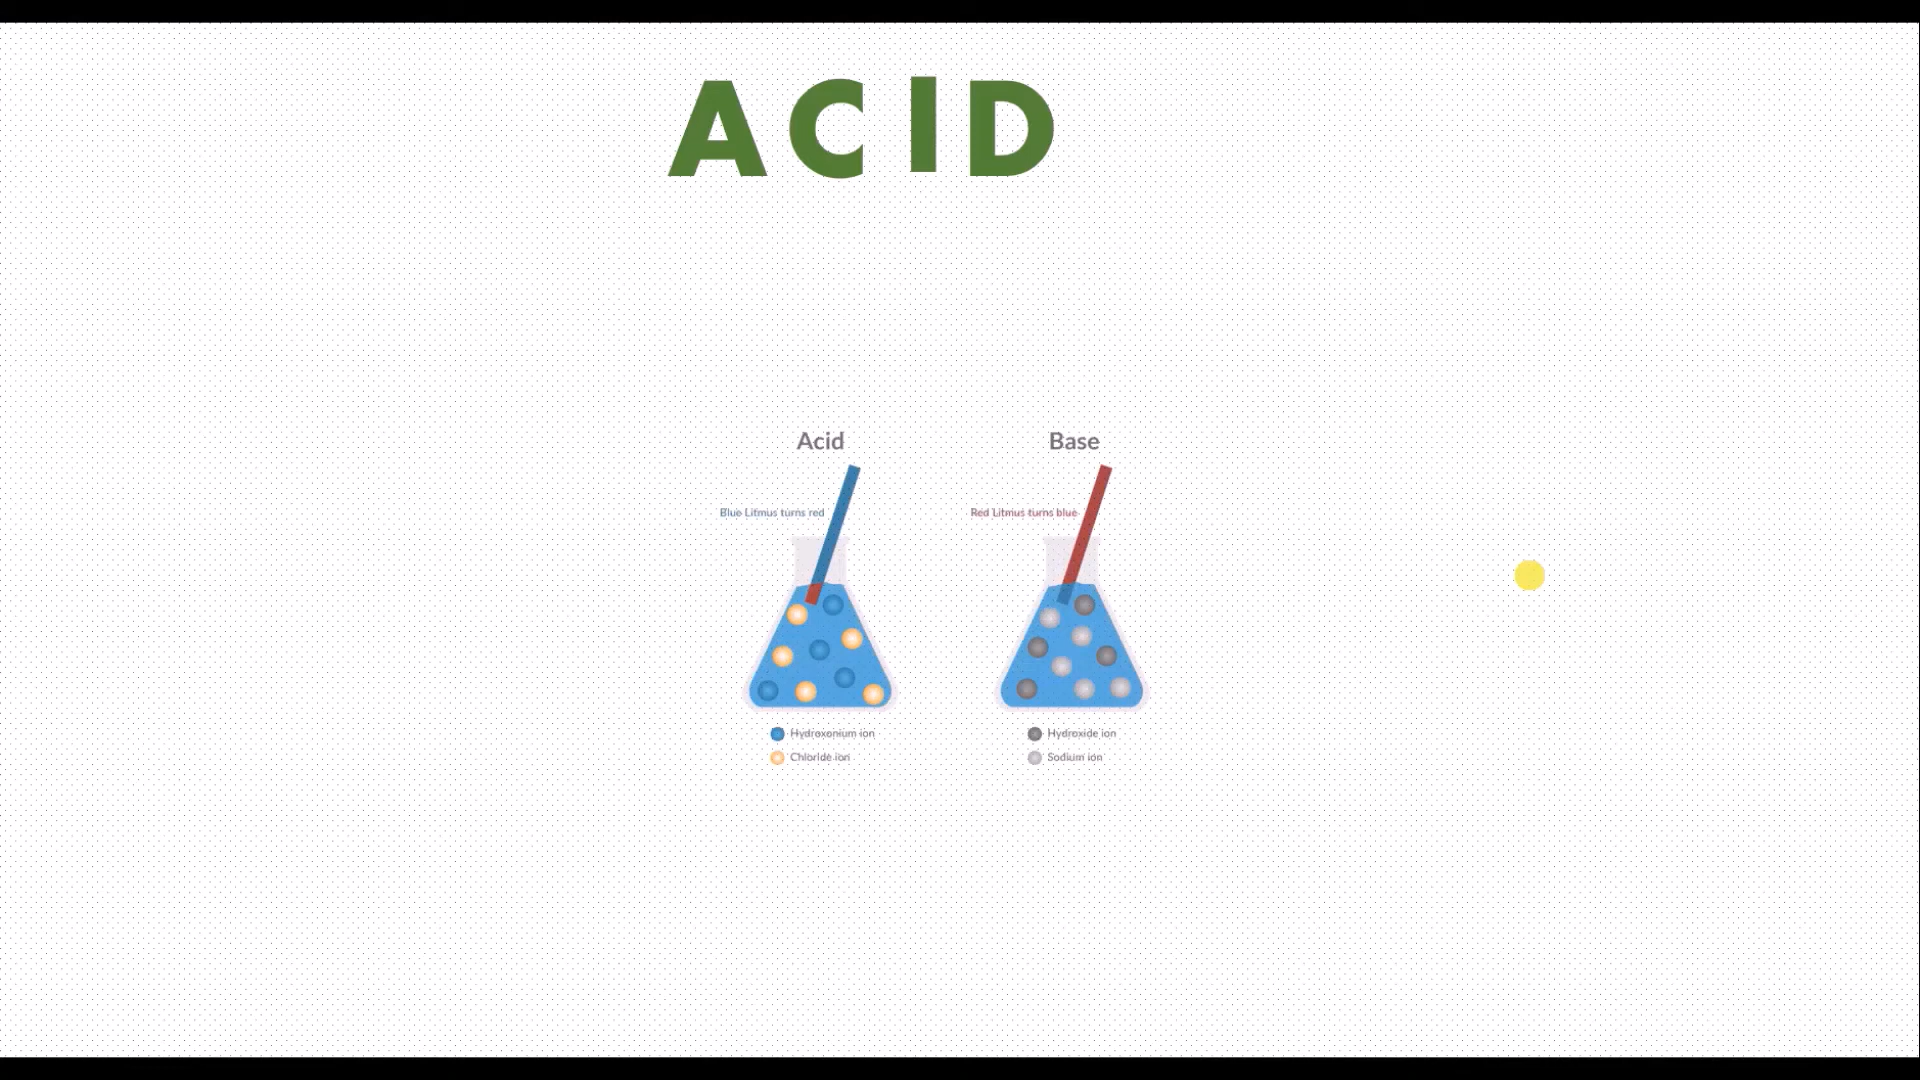 ACID
Acid
Base
Blue Litmus turns red
Red Litmus turns blue
Hydroxonium ion
Chloride ion
Hydroxide ion
Sodium ion